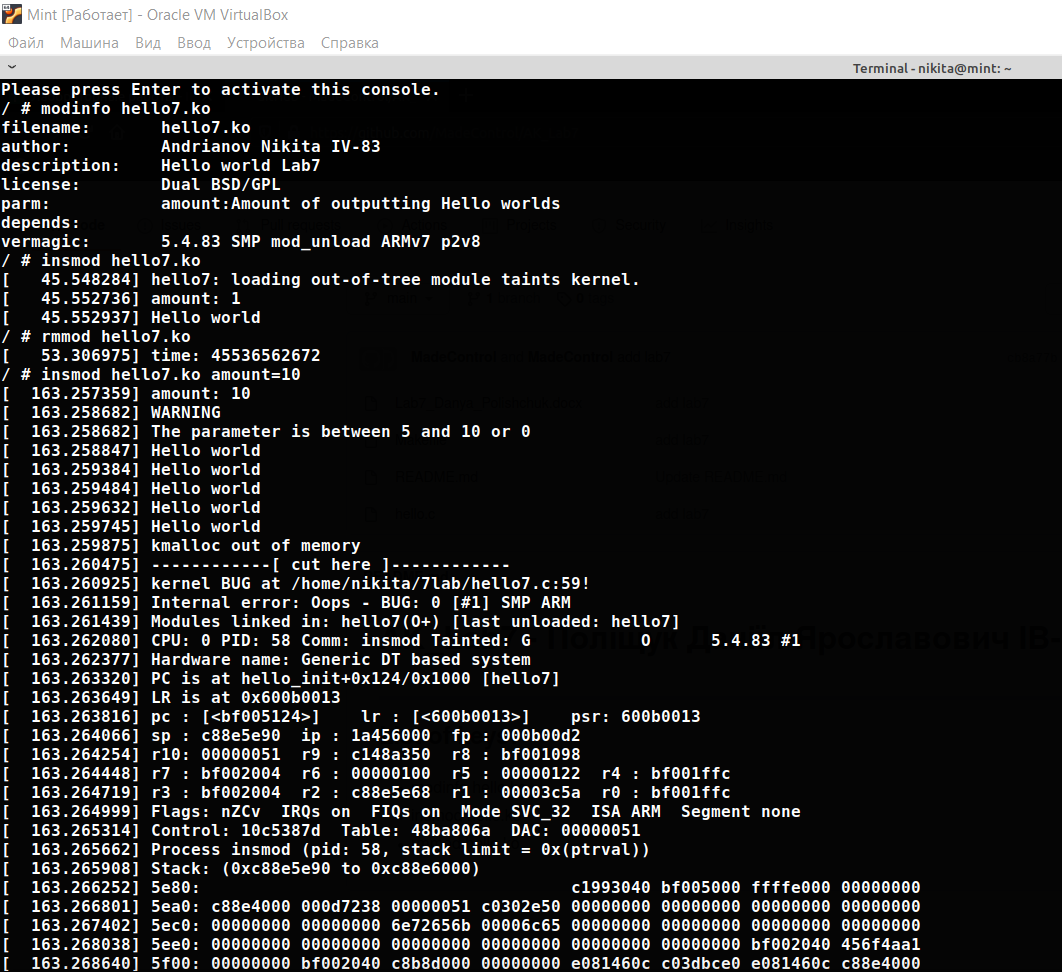 Mint [Работает] - Oracle VM VirtualBox
Файл Машина Вид Ввод Устройства Справка
Terminal - nikita@mint: ~
Please press Enter to activate this console.
/ # modinfo hello7.ko
filename:       hello7.ko
author:         Andrianov Nikita IV-83
description:    Hello world Lab7
license:        Dual BSD/GPL
parm:           amount:Amount of outputting Hello worlds
depends:
vermagic:       5.4.83 SMP mod_unload ARMv7 p2v8
/ # insmod hello7.ko
[   45.548284] hello7: loading out-of-tree module taints kernel.
[   45.552736] amount: 1
[   45.552937] Hello world
/ # rmmod hello7.ko
[   53.306975] time: 45536562672
/ # insmod hello7.ko amount=10
[  163.257359] amount: 10
[  163.258682] WARNING
[  163.258682] The parameter is between 5 and 10 or 0
[  163.258847] Hello world
[  163.259384] Hello world
[  163.259484] Hello world
[  163.259632] Hello world
[  163.259745] Hello world
[  163.259875] kmalloc out of memory
[  163.260475] ------------[ cut here ]------------
[  163.260925] kernel BUG at /home/nikita/7lab/hello7.c:59!
[  163.261159] Internal error: Oops - BUG: 0 [#1] SMP ARM
[  163.261439] Modules linked in: hello7(O+) [last unloaded: hello7]
[  163.262080] CPU: 0 PID: 58 Comm: insmod Tainted: G           O      5.4.83 #1
[  163.262377] Hardware name: Generic DT based system
[  163.263320] PC is at hello_init+0x124/0x1000 [hello7]
[  163.263649] LR is at 0x600b0013
[  163.263816] pc : [<bf005124>]    lr : [<600b0013>]    psr: 600b0013
[  163.264066] sp : c88e5e90  ip : 1a456000  fp : 000b00d2
[  163.264254] r10: 00000051  r9 : c148a350  r8 : bf001098
[  163.264448] r7 : bf002004  r6 : 00000100  r5 : 00000122  r4 : bf001ffc
[  163.264719] r3 : bf002004  r2 : c88e5e68  r1 : 00003c5a  r0 : bf001ffc
[  163.264999] Flags: nZCv  IRQs on  FIQs on  Mode SVC_32  ISA ARM  Segment none
[  163.265314] Control: 10c5387d  Table: 48ba806a  DAC: 00000051
[  163.265662] Process insmod (pid: 58, stack limit = 0x(ptrval))
[  163.265908] Stack: (0xc88e5e90 to 0xc88e6000)
[  163.266252] 5e80:                                     c1993040 bf005000 ffffe000 00000000
[  163.266801] 5ea0: c88e4000 000d7238 00000051 c0302e50 00000000 00000000 00000000 00000000
[  163.267402] 5ec0: 00000000 00000000 6e72656b 00006c65 00000000 00000000 00000000 00000000
[  163.268038] 5ee0: 00000000 00000000 00000000 00000000 00000000 00000000 bf002040 456f4aa1
[  163.268640] 5f00: 00000000 bf002040 c8b8d000 00000000 e081460c c03dbce0 e081460c c88e4000